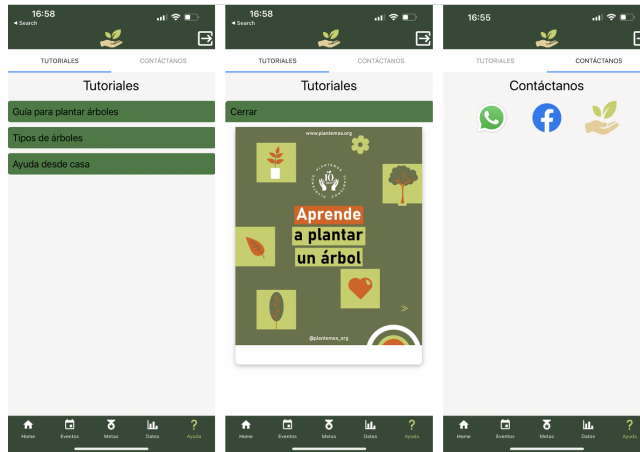 16:58
◂ Search
TUTORIALES
CONTÁCTANOS
Tutoriales
Guía para plantar árboles
Tipos de árboles
Ayuda desde casa
Home
Eventos
Metas
Datos
Ayuda
16:58
◂ Search
TUTORIALES
CONTÁCTANOS
Tutoriales
Cerrar
www.plantemos.org
10
Aprende
a plantar
un árbol
@plantemos_org
Home
Eventos
Metas
Datos
Ayuda
16:55
TUTORIALES
CONTÁCTANOS
Contáctanos
Home
Eventos
Metas
Datos
Ayuda